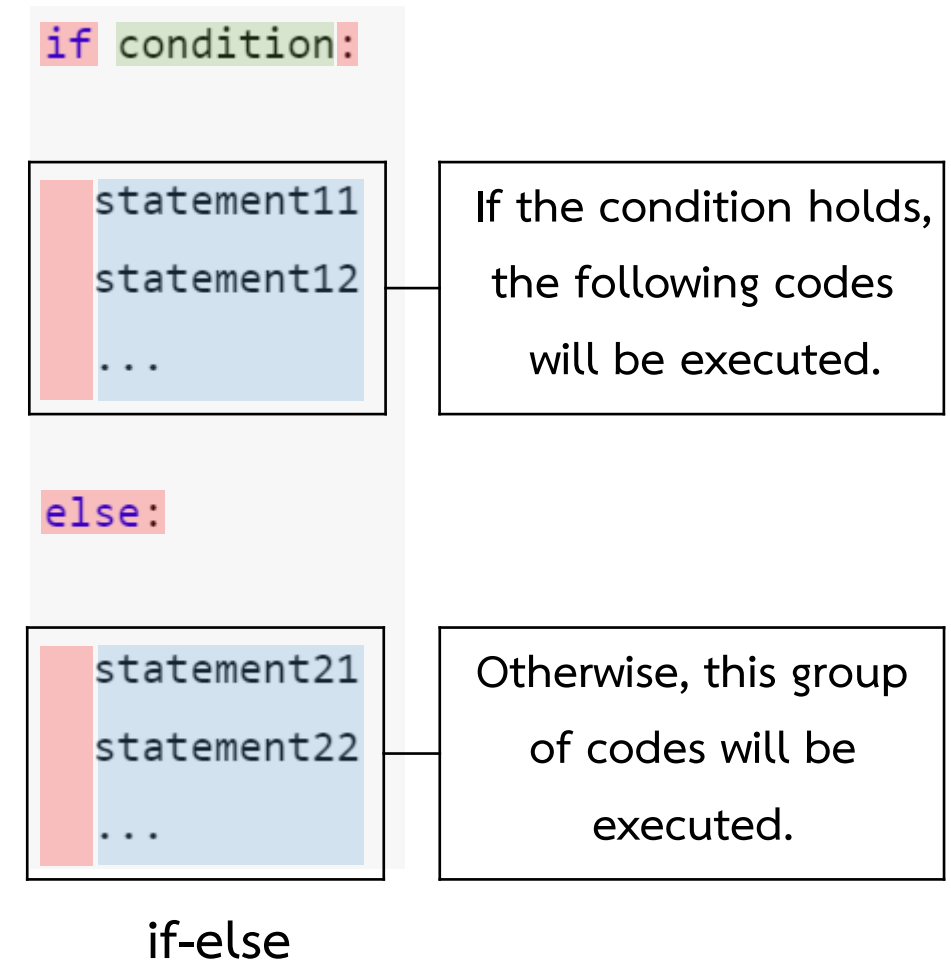 if condition:
statement11
statement12
...
If the condition holds,
the following codes
will be executed.
else:
statement21
statement22
...
Otherwise, this group
of codes will be
executed.
if-else